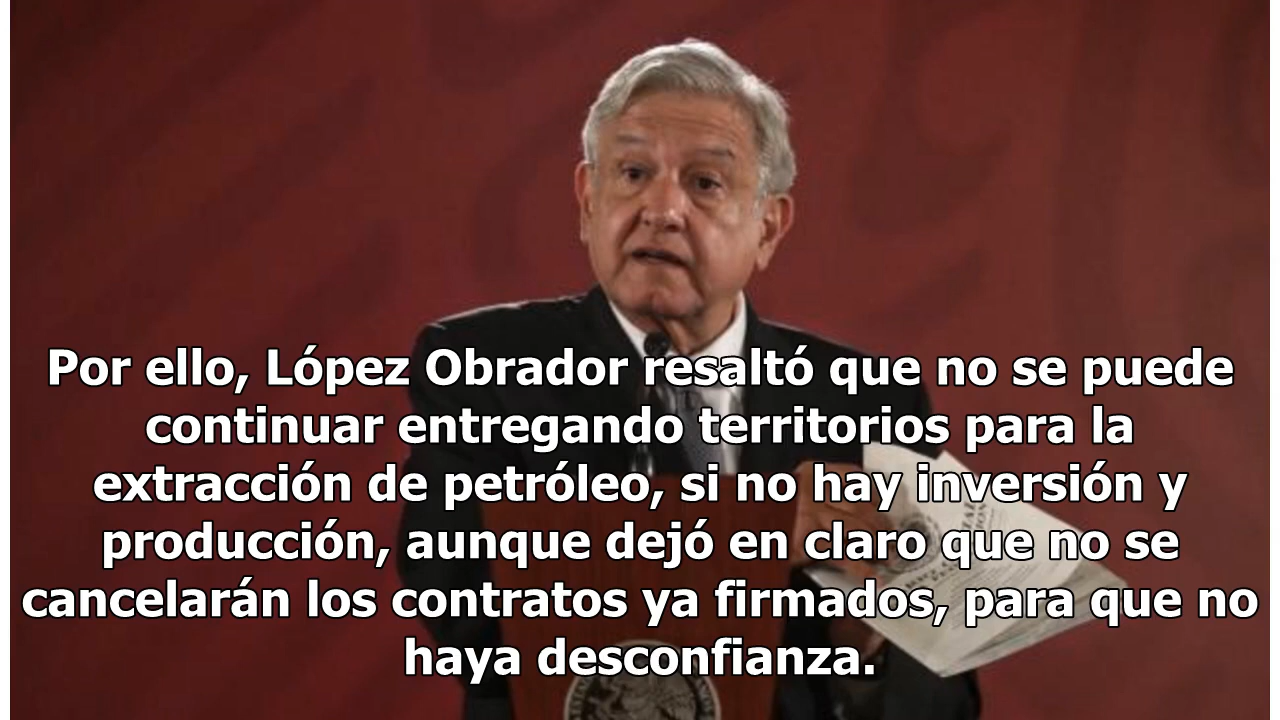 Por ello, López Obrador resaltó que no se puede
continuar entregando territorios para la
extracción de petróleo, si no hay inversión y
producción, aunque dejó en claro que no se
cancelarán los contratos ya firmados, para que no
haya desconfianza.